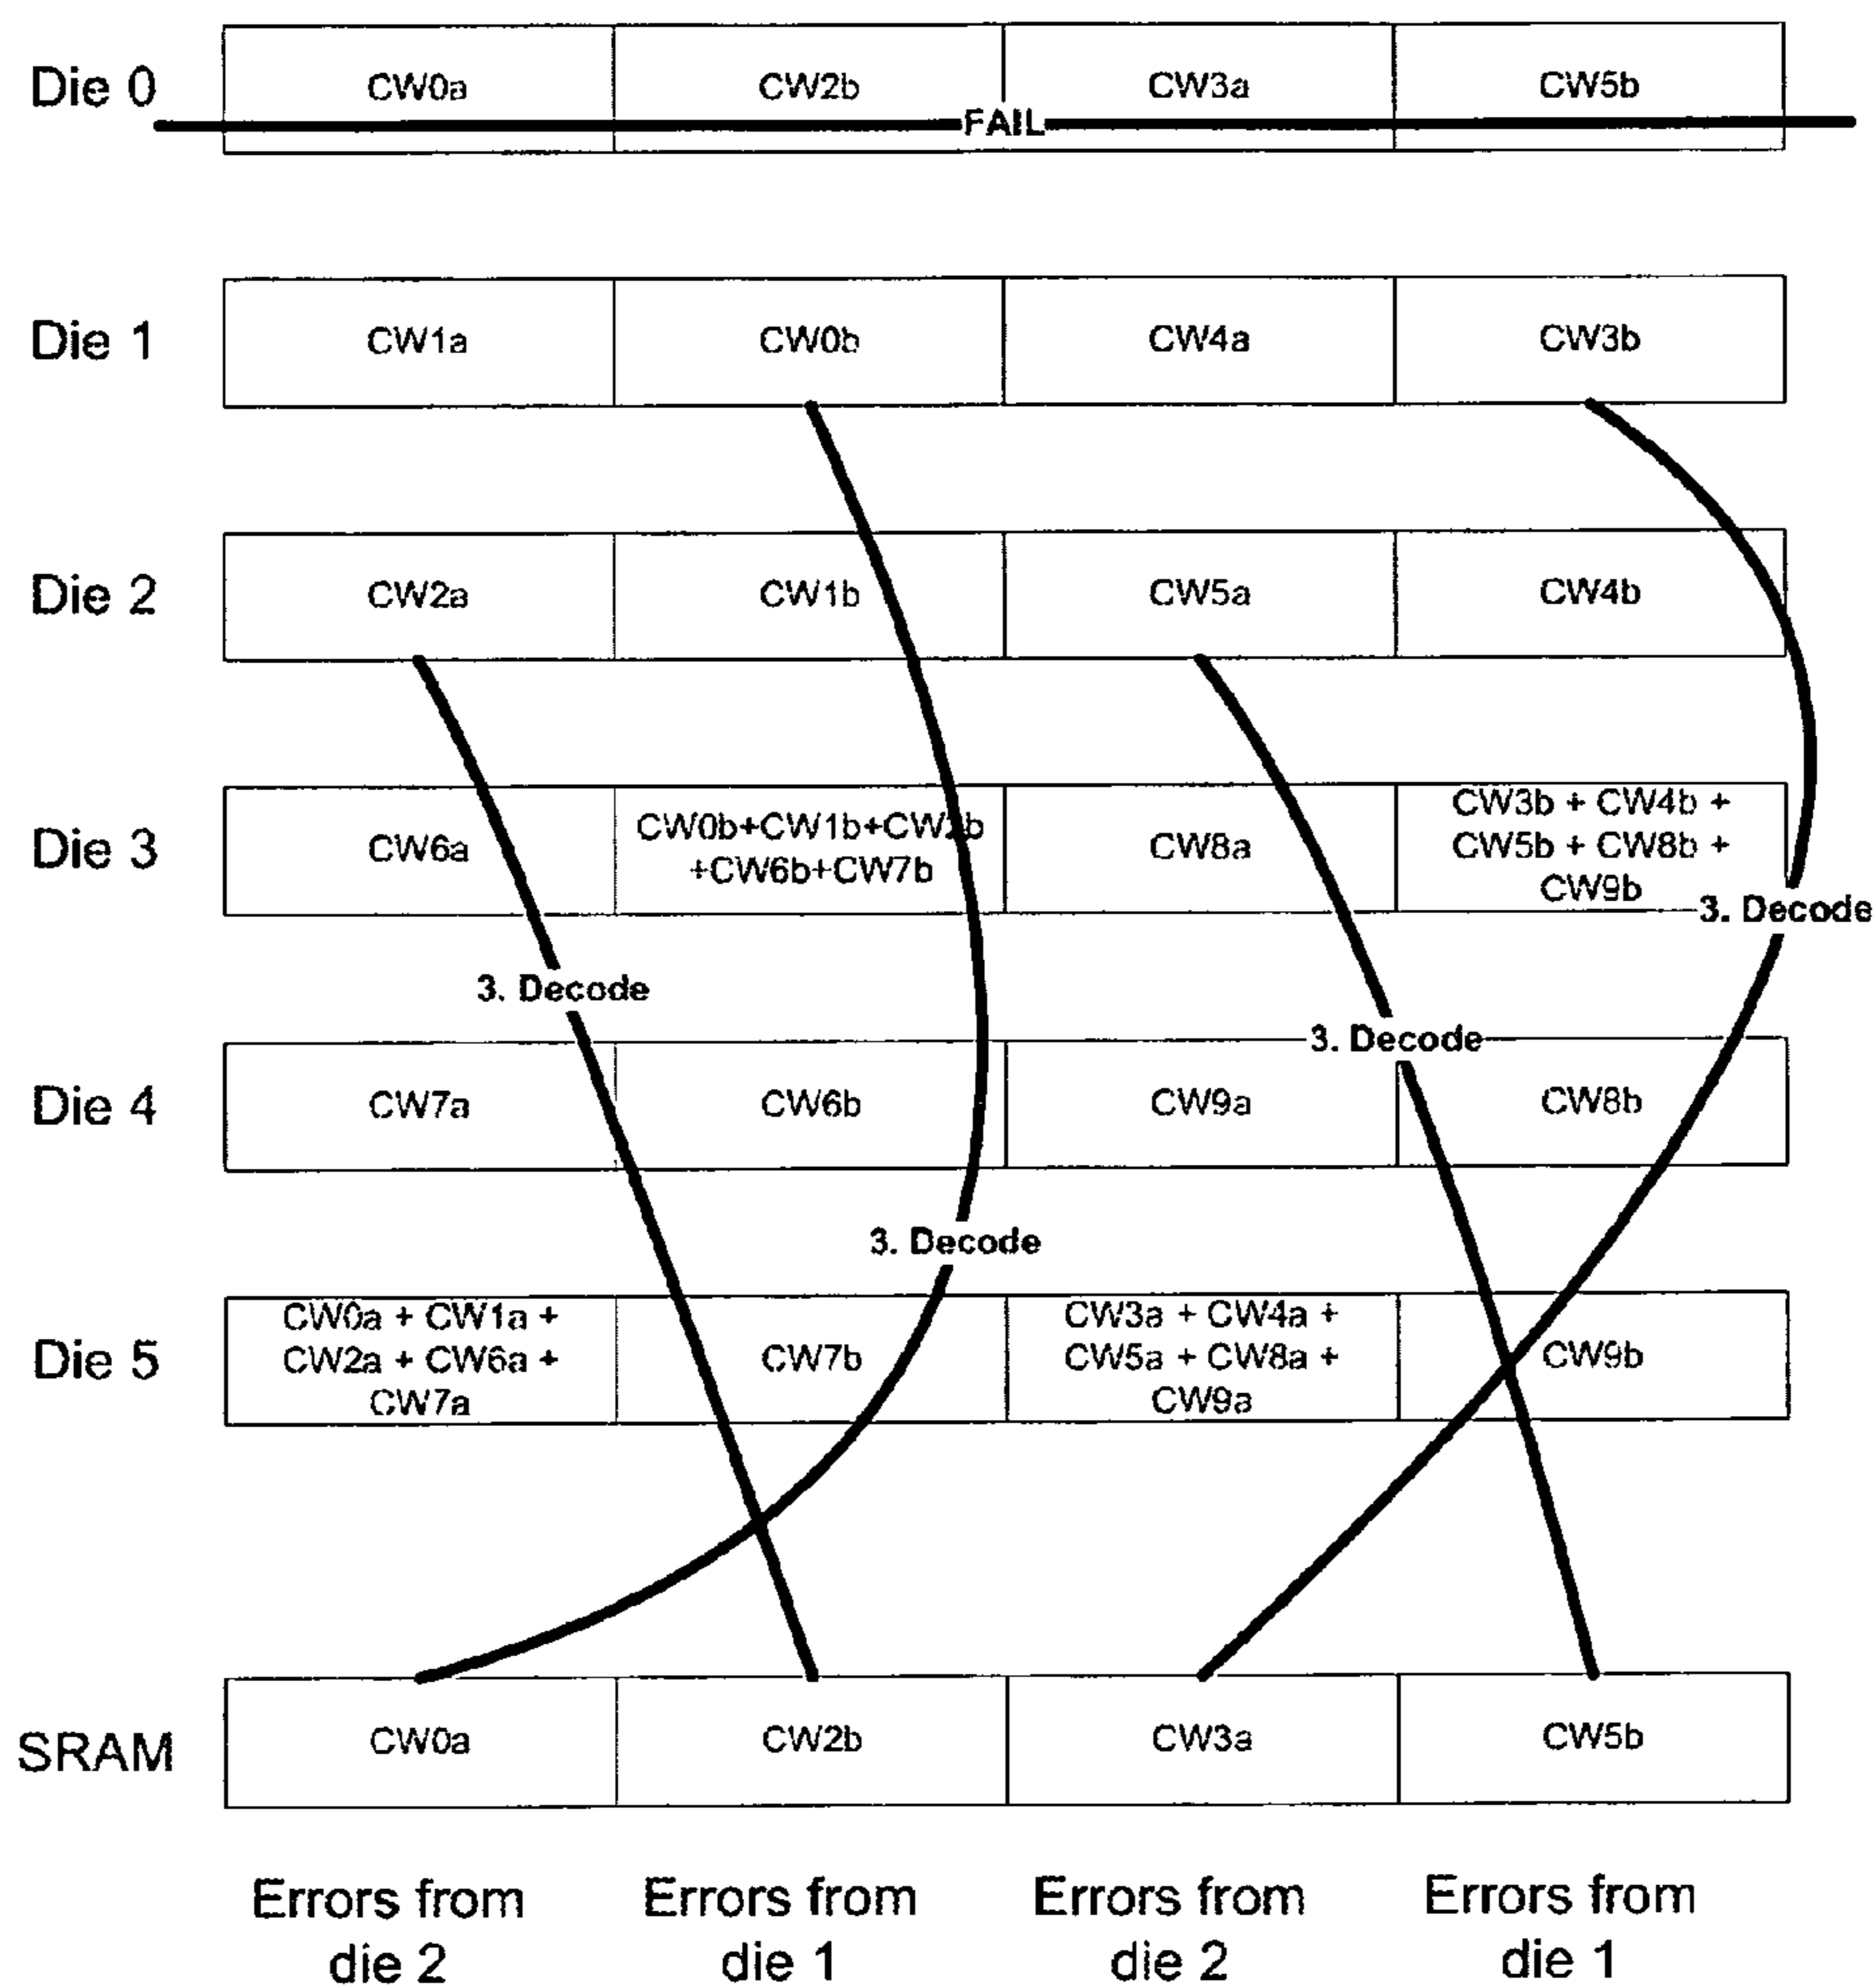 Die 0
CW0a
CW2b
CW3a
CW5b
FAIL
Die 1
CW1a
CW0b
CW4a
CW3b
Die 2
CW2a
CW1b
CW5a
CW4b
Die 3
CW6a
CW0b+CW1b+CW2b
+CW6b+CW7b
CW8a
CW3b + CW4b +
CW5b + CW8b +
CW9b
3. Decode
3. Decode
3. Decode
Die 4
CW7a
CW6b
CW9a
CW8b
3. Decode
Die 5
CW0a + CW1a +
CW2a + CW6a +
CW7a
CW7b
CW3a + CW4a +
CW5a + CW8a +
CW9a
CW9b
SRAM
CW0a
CW2b
CW3a
CW5b
Errors from
die 2
Errors from
die 1
Errors from
die 2
Errors from
die 1